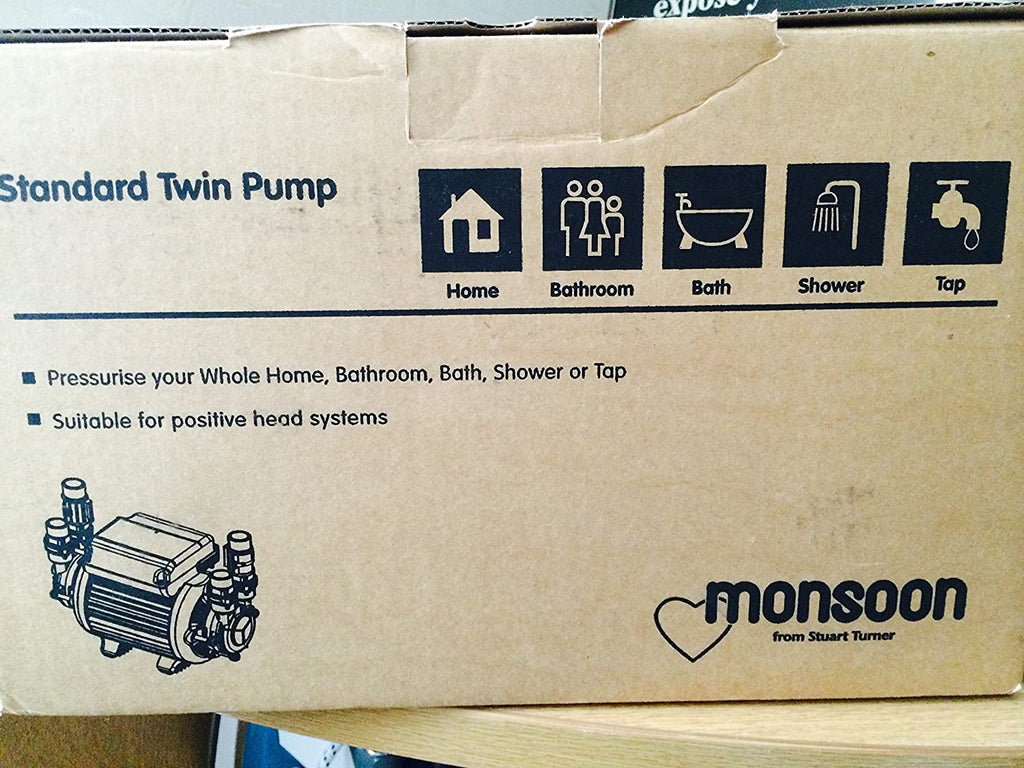 expose y
Standard Twin Pump
Home Bathroom Bath Shower Tap
Pressurise your Whole Home, Bathroom, Bath, Shower or Tap
Suitable for positive head systems
monsoon
from Stuart Turner